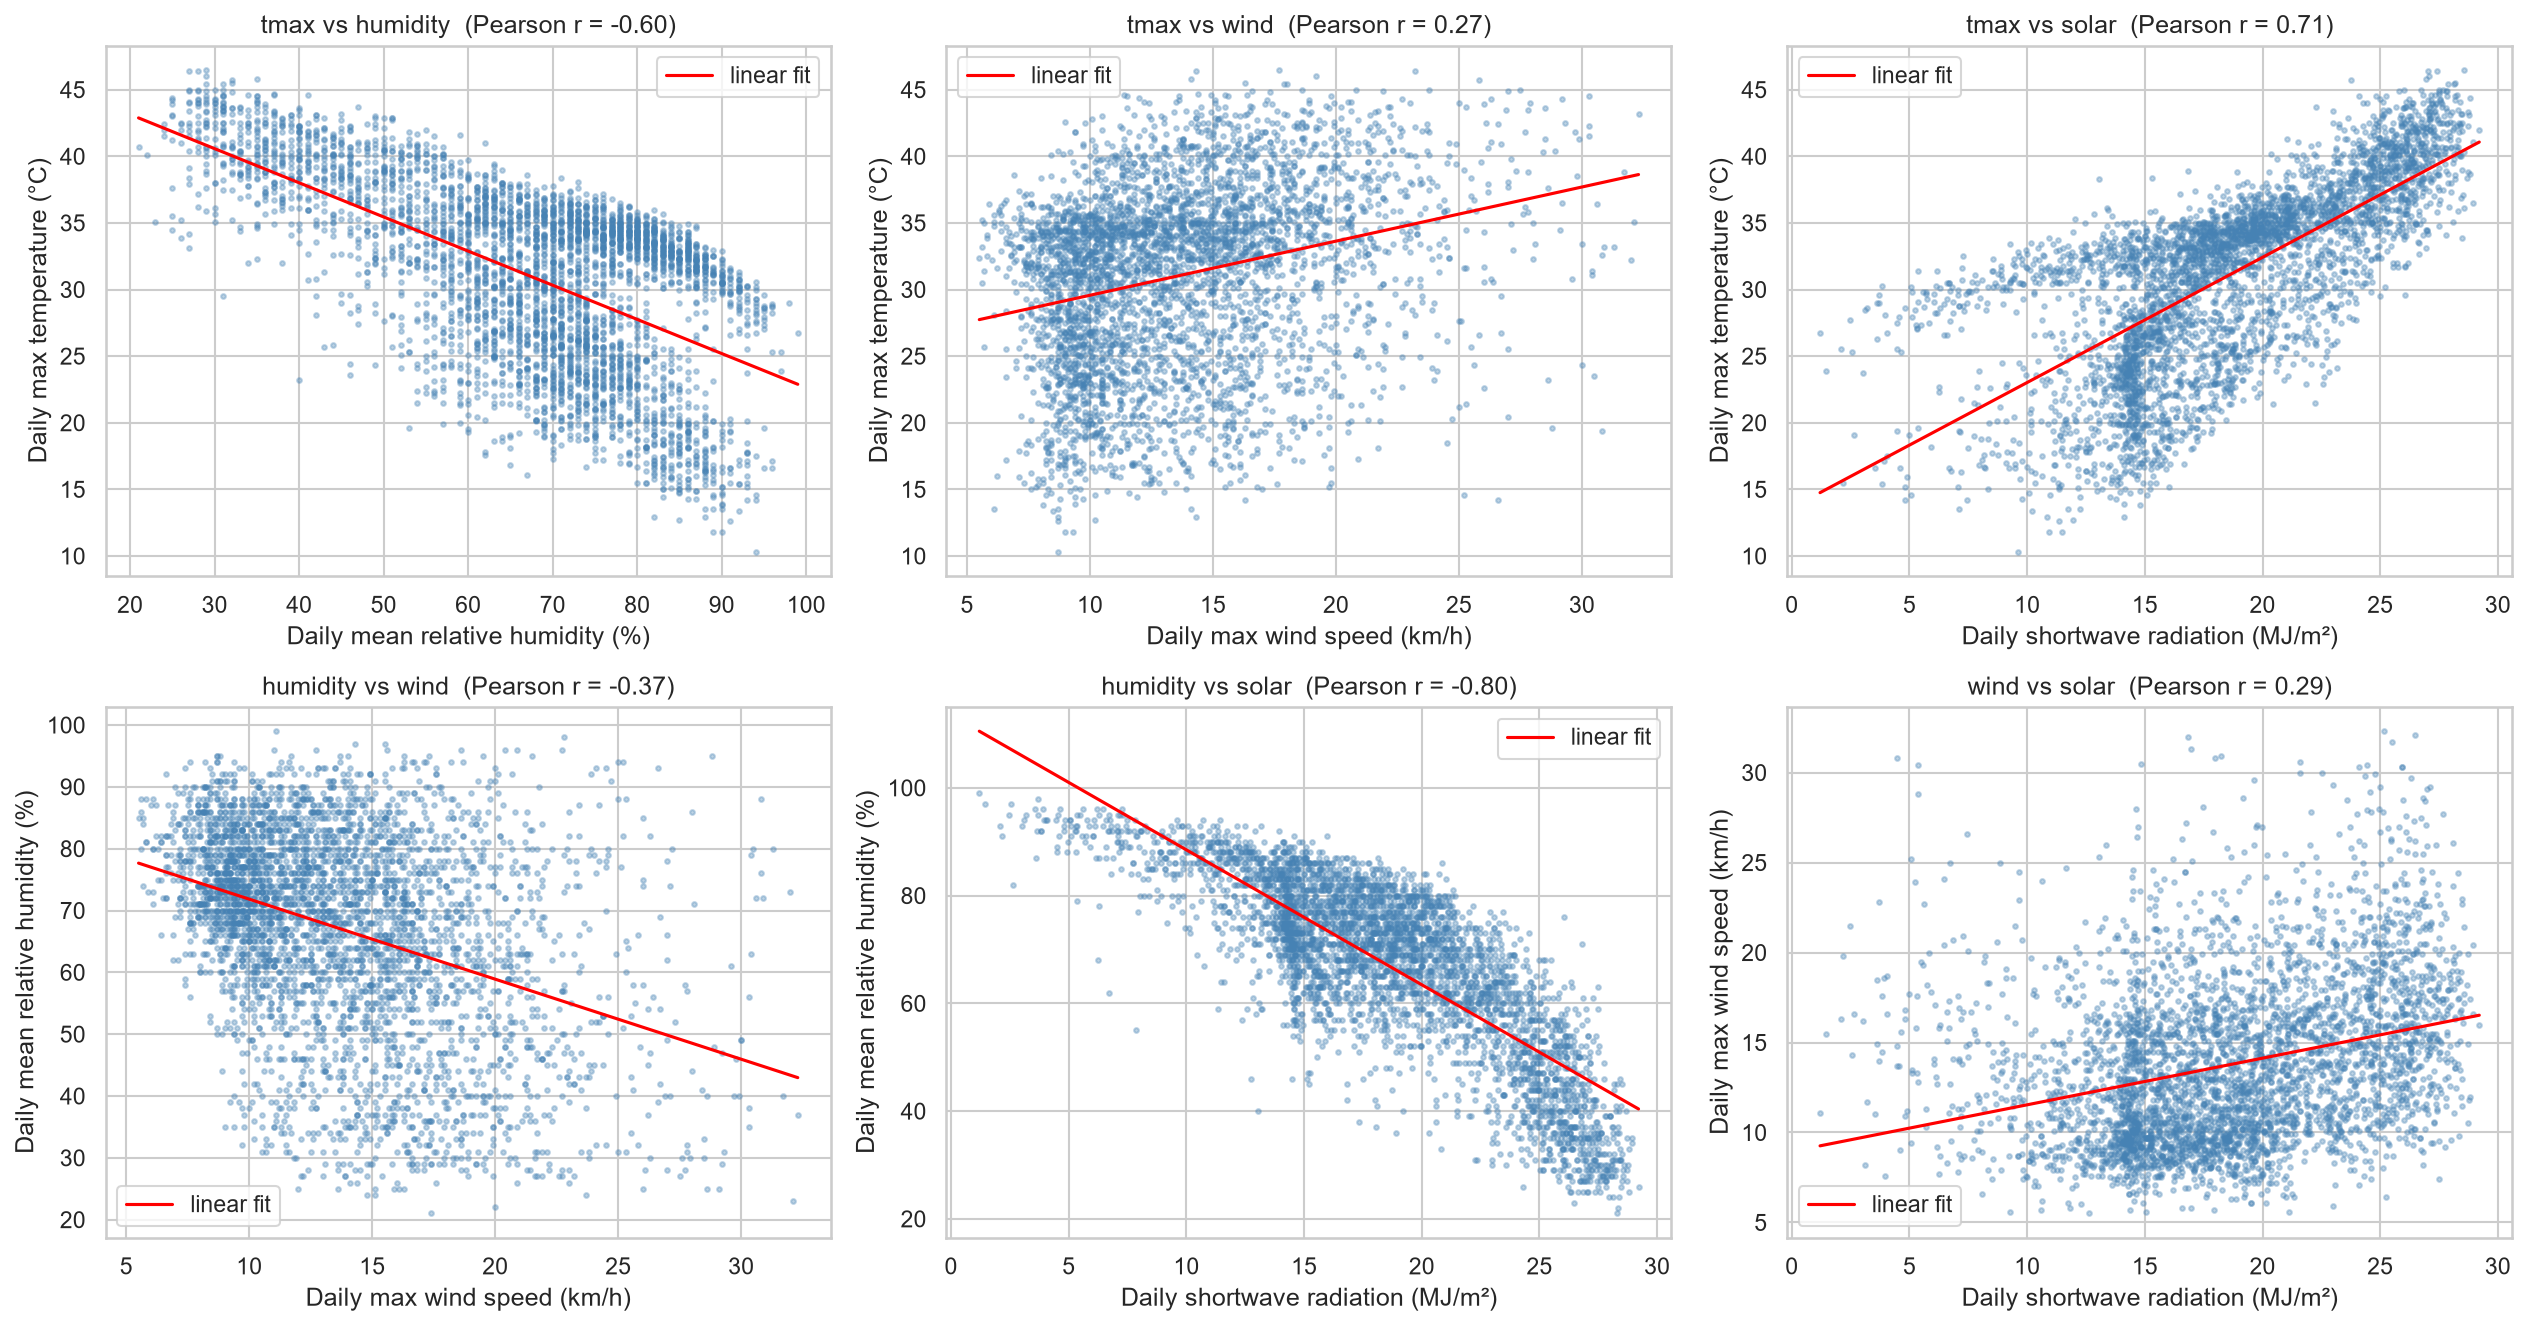 tmax vs humidity  (Pearson r = -0.60)
linear fit
45
40
35
30
25
20
15
10
Daily max temperature (°C)
20 30 40 50 60 70 80 90 100
Daily mean relative humidity (%)
tmax vs wind  (Pearson r = 0.27)
linear fit
45
40
35
30
25
20
15
10
Daily max temperature (°C)
5 10 15 20 25 30
Daily max wind speed (km/h)
tmax vs solar  (Pearson r = 0.71)
linear fit
45
40
35
30
25
20
15
10
Daily max temperature (°C)
0 5 10 15 20 25 30
Daily shortwave radiation (MJ/m²)
humidity vs wind  (Pearson r = -0.37)
100
90
80
70
60
50
40
30
20
Daily mean relative humidity (%)
linear fit
5 10 15 20 25 30
Daily max wind speed (km/h)
humidity vs solar  (Pearson r = -0.80)
linear fit
100
80
60
40
20
Daily mean relative humidity (%)
0 5 10 15 20 25 30
Daily shortwave radiation (MJ/m²)
wind vs solar  (Pearson r = 0.29)
30
25
20
15
10
5
Daily max wind speed (km/h)
linear fit
0 5 10 15 20 25 30
Daily shortwave radiation (MJ/m²)